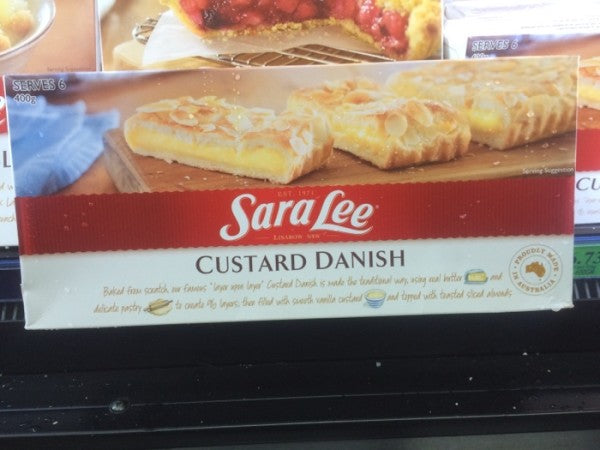 SERVES 6
SERVES 6
400g
Serving Suggestion
EST. 1971
Sara Lee
LISAROW NSW
CUSTARD DANISH
Baked from scratch, our famous "layer upon layer" Custard Danish is made the traditional way, using real butter and
delicate pastry to create 96 layers; then filled with smooth vanilla custard and topped with toasted sliced almonds
PROUDLY MADE IN AUSTRALIA
CU